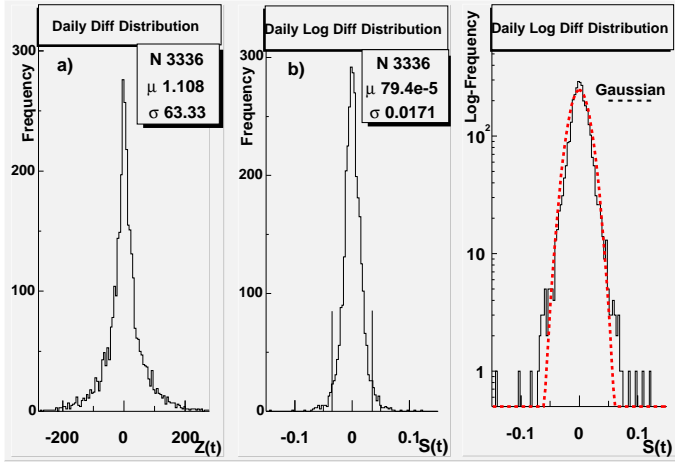 Daily Diff Distribution
a)
N 3336
μ 1.108
σ 63.33
Frequency
300
200
100
0
-200
0
200
Z(t)
Daily Log Diff Distribution
b)
N 3336
μ 79.4e-5
σ 0.0171
Frequency
300
200
100
0
-0.1
0
0.1
S(t)
Daily Log Diff Distribution
Gaussian
Log-Frequency
10²
10
1
-0.1
0
0.1
S(t)